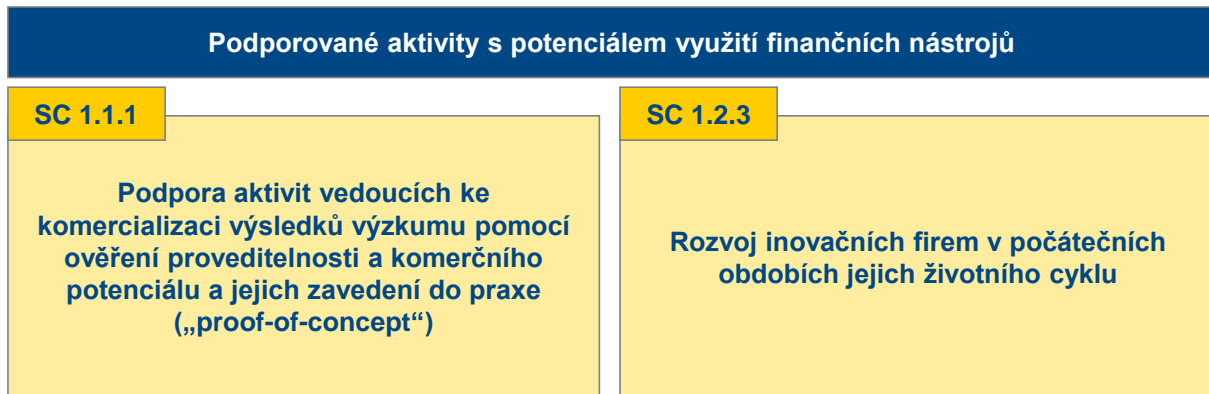 Podporované aktivity s potenciálem využití finančních nástrojů
SC 1.1.1
Podpora aktivit vedoucích ke
komercializaci výsledků výzkumu pomocí
ověření proveditelnosti a komerčního
potenciálu a jejich zavedení do praxe
(„proof-of-concept“)
SC 1.2.3
Rozvoj inovačních firem v počátečních
obdobích jejich životního cyklu